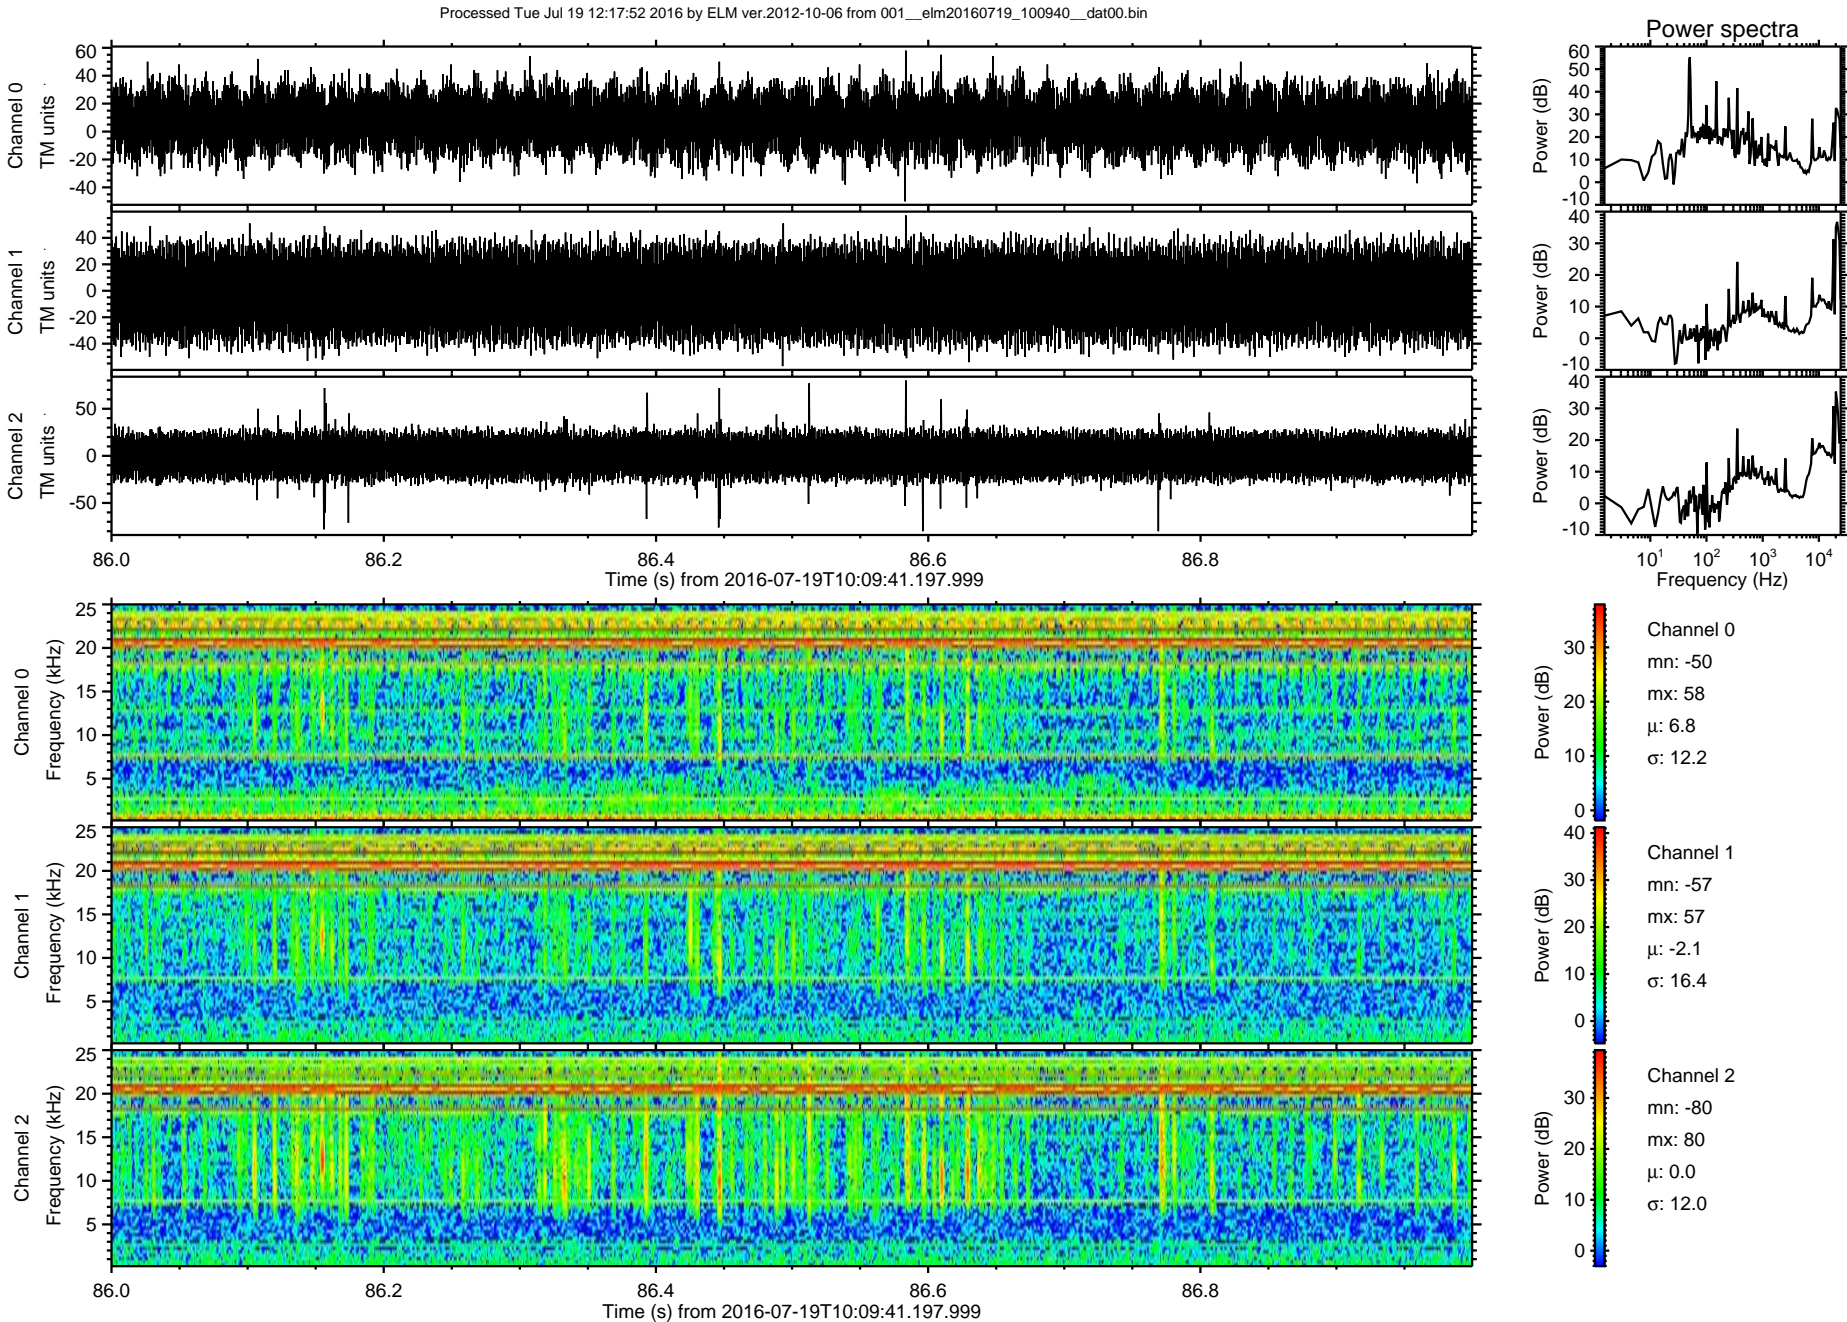 Processed Tue Jul 19 12:17:52 2016 by ELM ver.2012-10-06 from 001__elm20160719_100940__dat00.bin
Power spectra
Channel 0
TM units
60
40
20
0
-20
-40
Power (dB)
60
50
40
30
20
10
0
-10
Channel 1
TM units
40
20
0
-20
-40
Power (dB)
40
30
20
10
0
-10
Channel 2
TM units
50
0
-50
Power (dB)
40
30
20
10
0
-10
86.0 86.2 86.4 86.6 86.8
Time (s) from 2016-07-19T10:09:41.197.999
10^1 10^2 10^3 10^4
Frequency (Hz)
Channel 0
Frequency (kHz)
25
20
15
10
5
Power (dB)
30
20
10
0
Channel 0
mn: -50
mx: 58
μ: 6.8
σ: 12.2
Channel 1
Frequency (kHz)
25
20
15
10
5
Power (dB)
40
30
20
10
0
Channel 1
mn: -57
mx: 57
μ: -2.1
σ: 16.4
Channel 2
Frequency (kHz)
25
20
15
10
5
Power (dB)
30
20
10
0
Channel 2
mn: -80
mx: 80
μ: 0.0
σ: 12.0
86.0 86.2 86.4 86.6 86.8
Time (s) from 2016-07-19T10:09:41.197.999